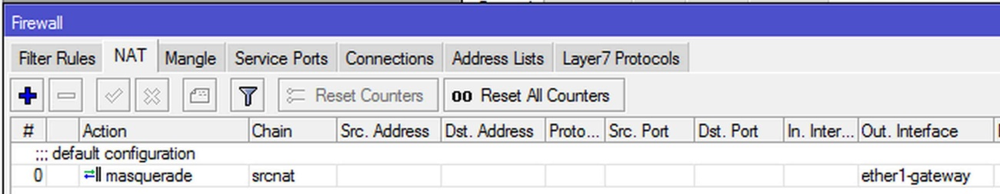 Firewall
Filter Rules NAT Mangle Service Ports Connections Address Lists Layer7 Protocols
Reset Counters 00 Reset All Counters
# Action Chain Src. Address Dst. Address Proto... Src. Port Dst. Port In. Inter... Out. Interface
;;; default configuration
0 masquerade srcnat ether1-gateway